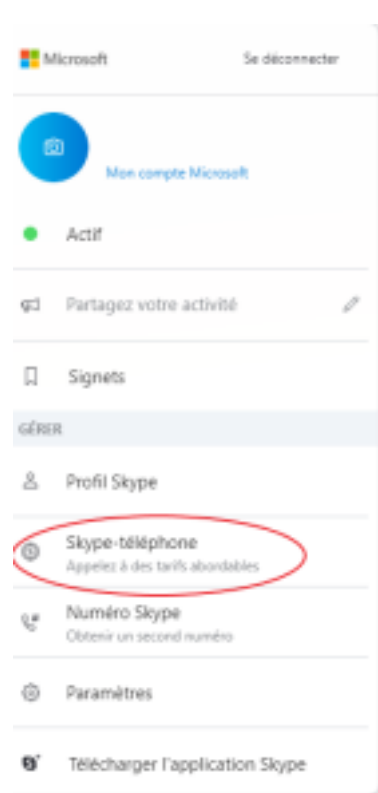 Microsoft Se déconnecter
Mon compte Microsoft
Actif
Partagez votre activité
Signets
GÉRER
Profil Skype
Skype-téléphone
Appelez à des tarifs abordables
Numéro Skype
Obtenir un second numéro
Paramètres
Télécharger l'application Skype